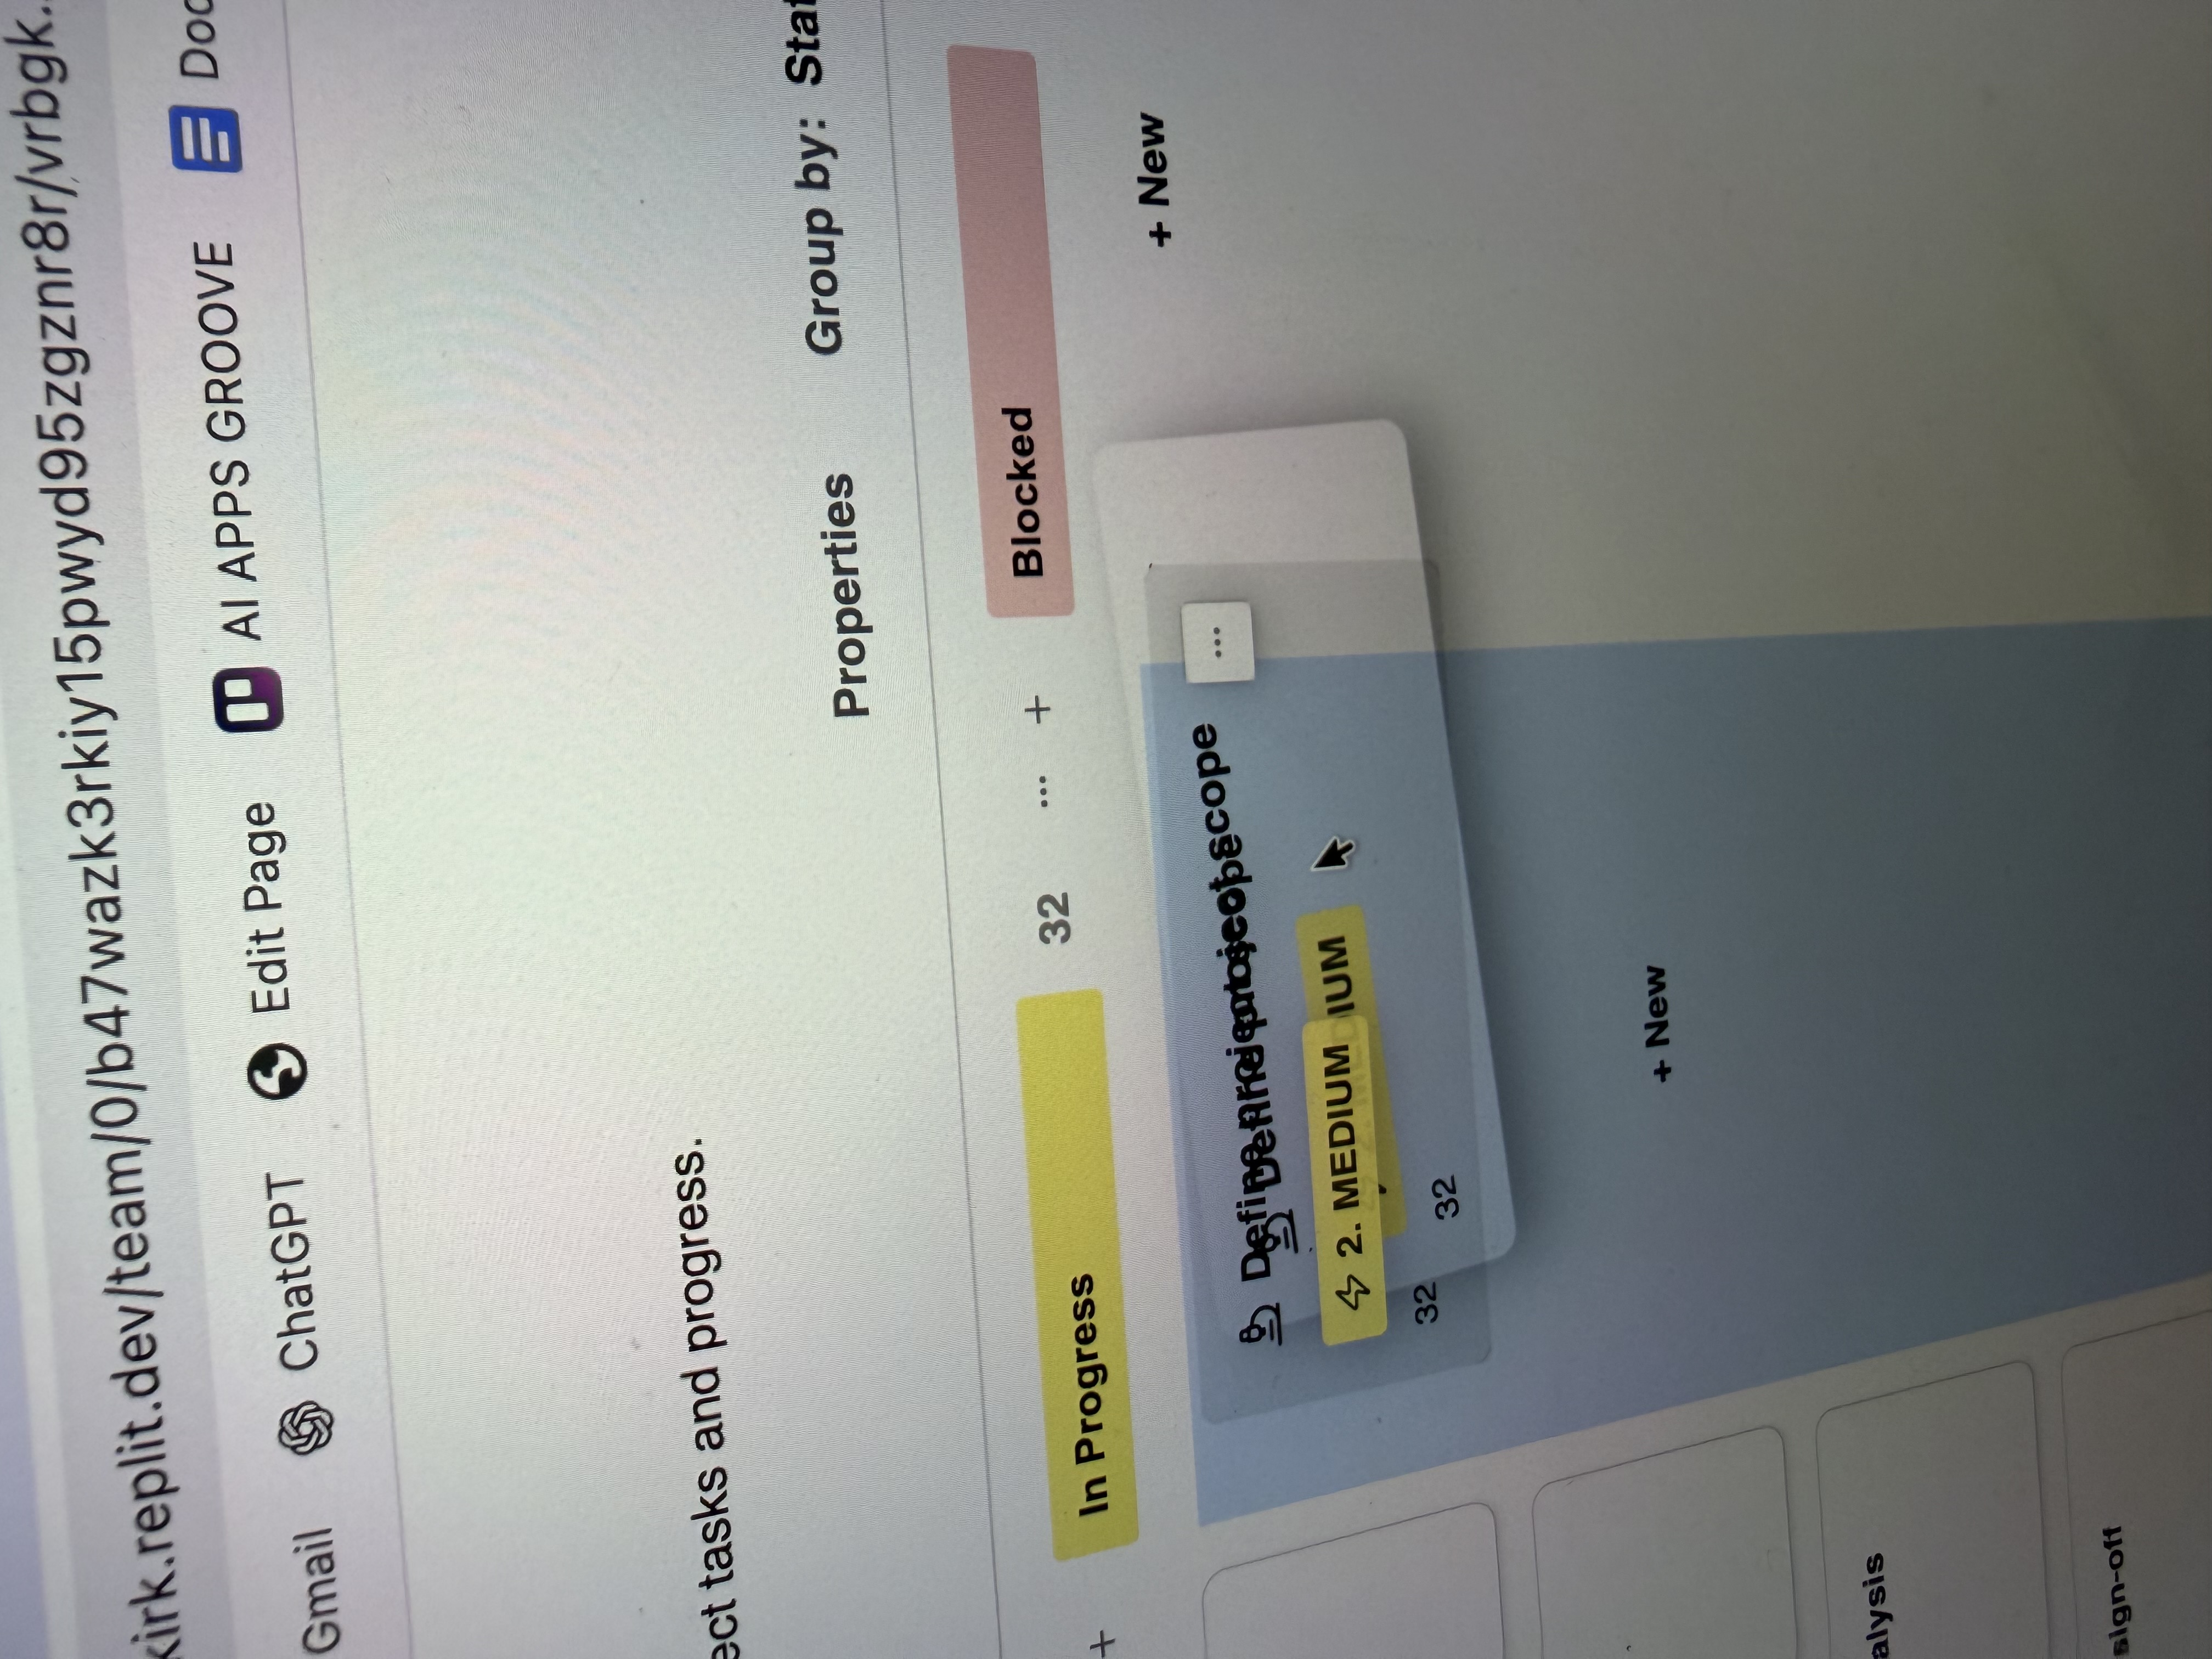 kirk.replit.dev/team/0/b47wazk3rkiy15pwyd95zgznr8r/vrbgk..
Gmail ChatGPT Edit Page AI APPS GROOVE Doc
ect tasks and progress.
Properties Group by: Stat
+ In Progress 32 ... + Blocked
+ New
Define project scope ...
Define project scope
2. MEDIUM
DIUM
32
32
+ New
alysis
sign-off